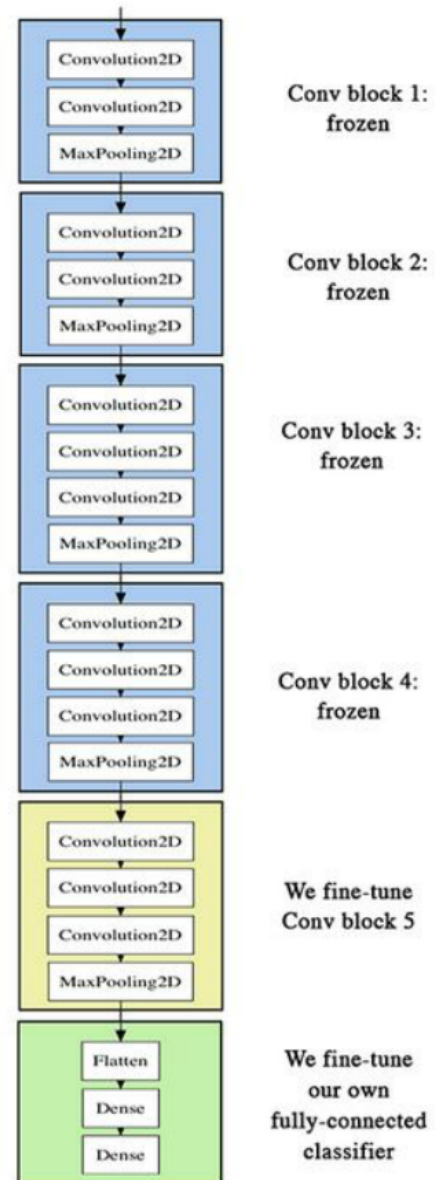 Convolution2D
Convolution2D
MaxPooling2D
Conv block 1:
frozen
Convolution2D
Convolution2D
MaxPooling2D
Conv block 2:
frozen
Convolution2D
Convolution2D
Convolution2D
MaxPooling2D
Conv block 3:
frozen
Convolution2D
Convolution2D
Convolution2D
MaxPooling2D
Conv block 4:
frozen
Convolution2D
Convolution2D
Convolution2D
MaxPooling2D
We fine-tune
Conv block 5
Flatten
Dense
Dense
We fine-tune
our own
fully-connected
classifier